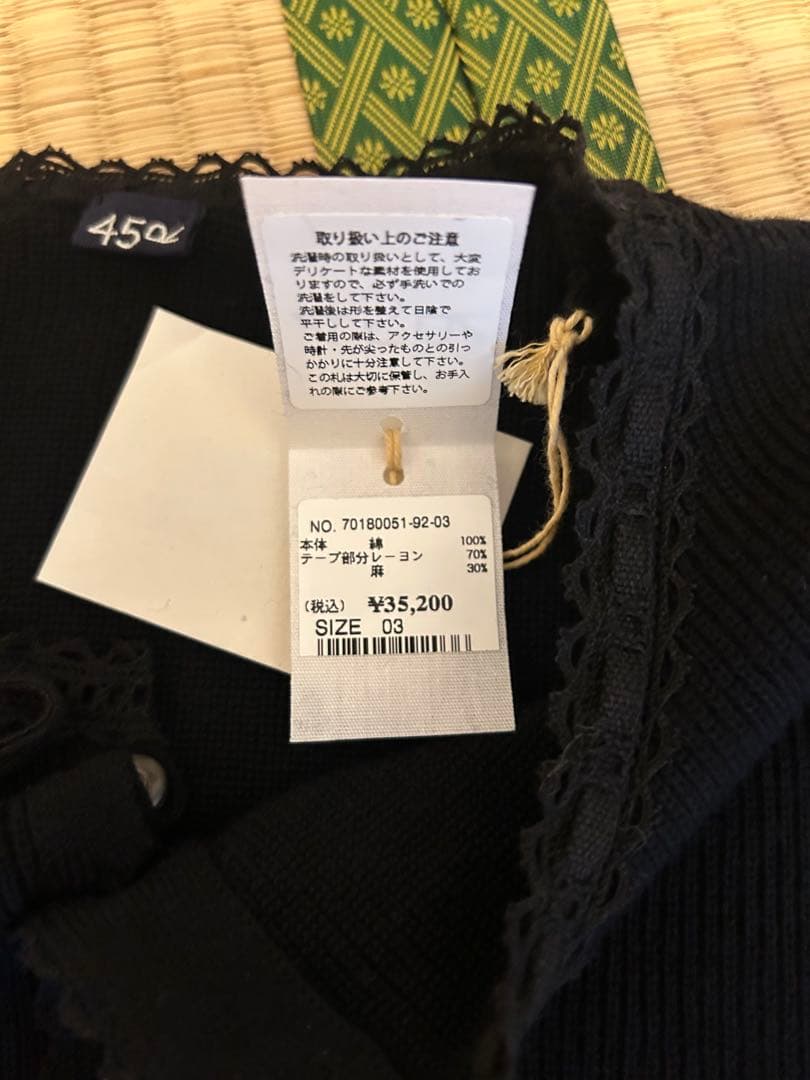 45R
取り扱い上のご注意
洗濯時の取り扱いとして、大変
デリケートな素材を使用してお
りますので、必ず手洗いでの
洗濯をして下さい。
洗濯後は形を整えて日陰で
平干しして下さい。
ご着用の際は、アクセサリーや
時計・先が尖ったものとの引っ
かかりに十分注意して下さい。
この札は大切に保管し、お手入
れの際にご参考下さい。
NO. 70180051-92-03
本体 綿 100%
テープ部分レーヨン 70%
麻 30%
(税込) ¥35,200
SIZE 03